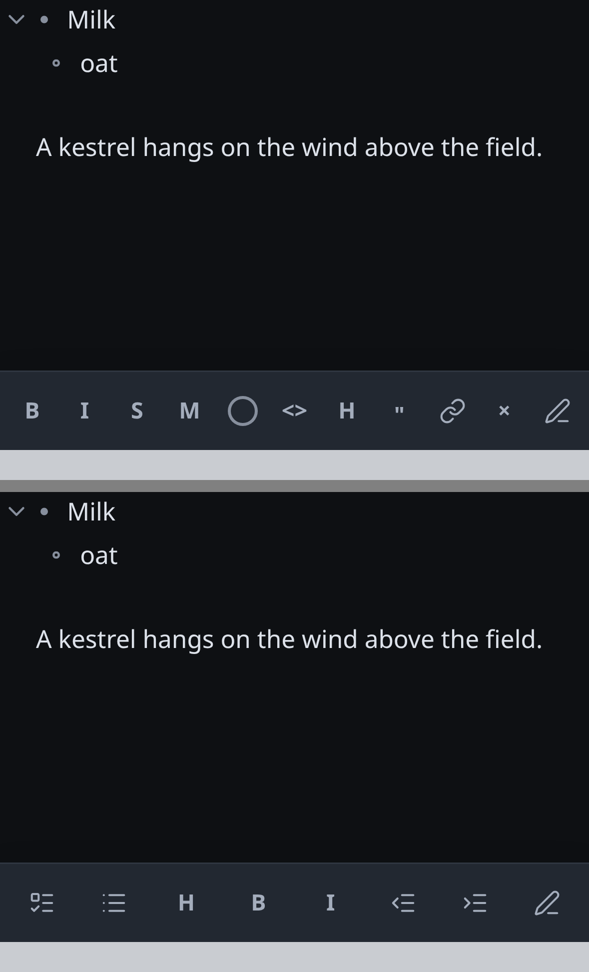 Milk
oat
A kestrel hangs on the wind above the field.
B I S M <> H " ×
Milk
oat
A kestrel hangs on the wind above the field.
H B I